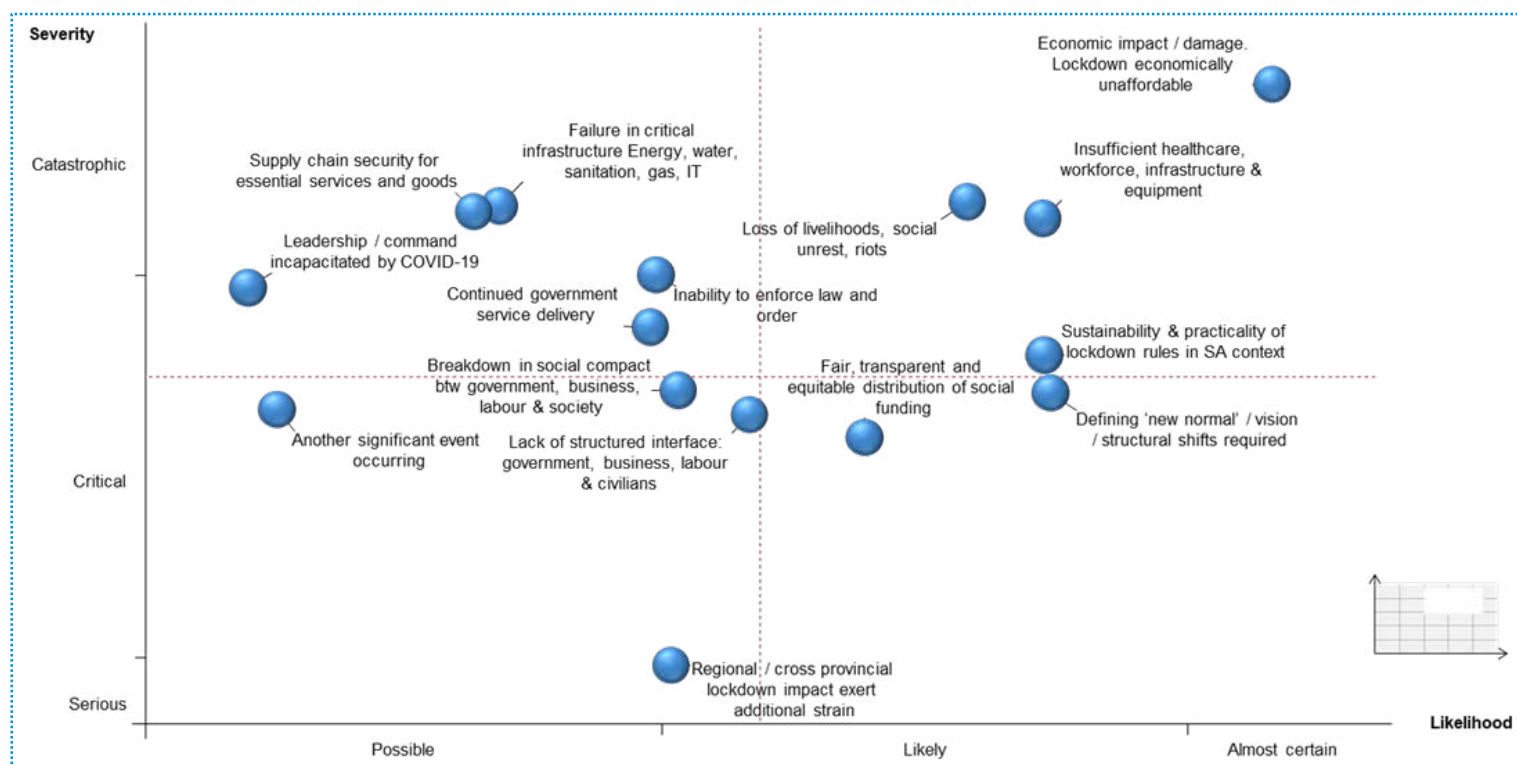 Severity
Economic impact / damage.
Lockdown economically
unaffordable
Failure in critical
infrastructure Energy, water,
sanitation, gas, IT
Insufficient healthcare,
workforce, infrastructure &
equipment
Catastrophic
Supply chain security for
essential services and goods
Loss of livelihoods, social
unrest, riots
Leadership / command
incapacitated by COVID-19
Continued government
service delivery
Inability to enforce law and
order
Sustainability & practicality of
lockdown rules in SA context
Breakdown in social compact
btw government, business,
labour & society
Fair, transparent and
equitable distribution of social
funding
Defining ‘new normal’ / vision
/ structural shifts required
Another significant event
occurring
Lack of structured interface:
government, business, labour
& civilians
Critical
Regional / cross provincial
lockdown impact exert
additional strain
Serious
Likelihood
Possible
Likely
Almost certain